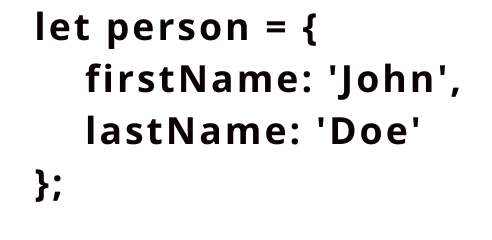 let person = {
    firstName: 'John',
    lastName: 'Doe'
};